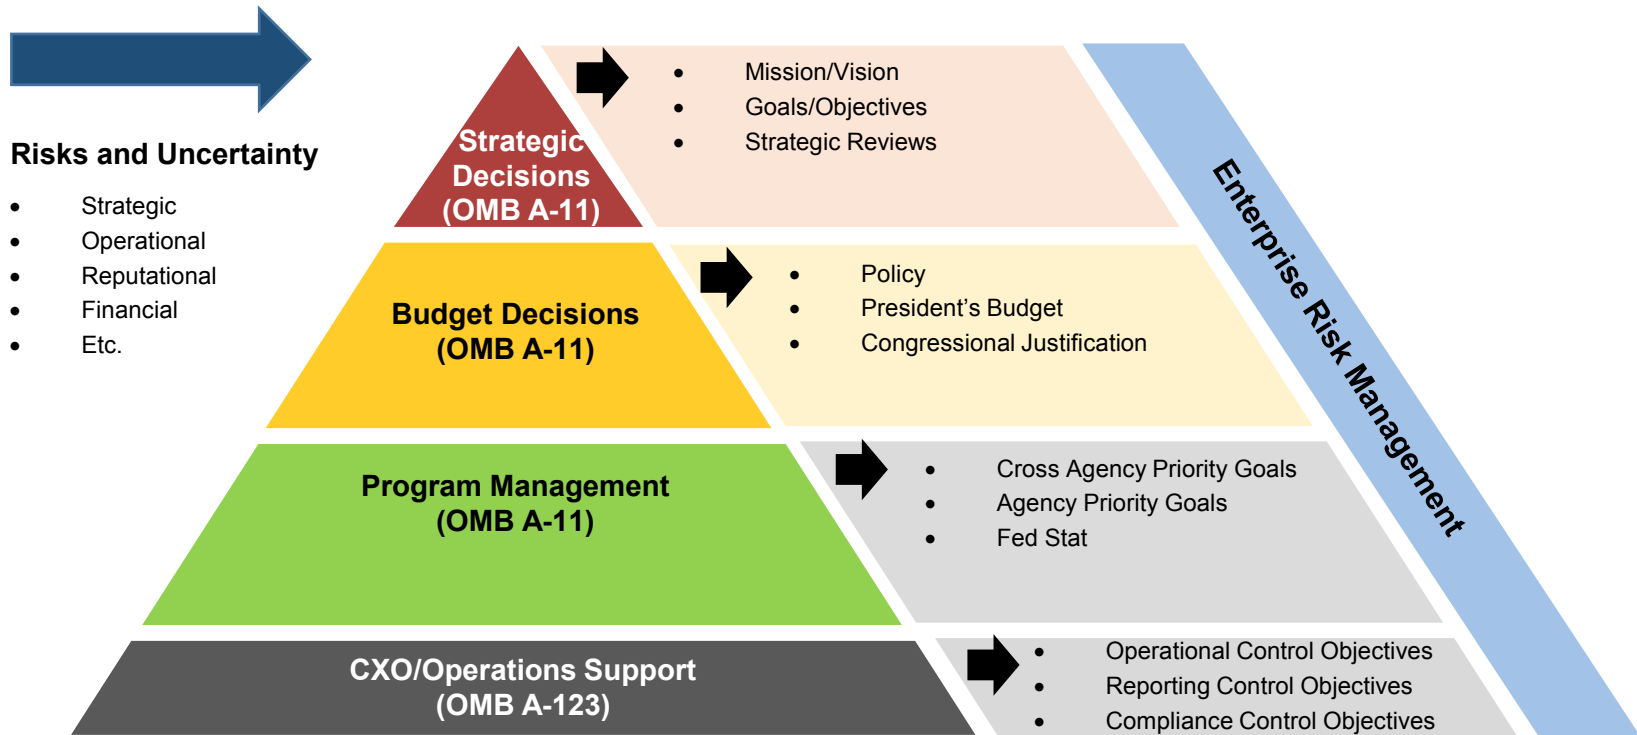 Risks and Uncertainty
• Strategic
• Operational
• Reputational
• Financial
• Etc.
Strategic
Decisions
(OMB A-11)
• Mission/Vision
• Goals/Objectives
• Strategic Reviews
Budget Decisions
(OMB A-11)
• Policy
• President’s Budget
• Congressional Justification
Program Management
(OMB A-11)
• Cross Agency Priority Goals
• Agency Priority Goals
• Fed Stat
CXO/Operations Support
(OMB A-123)
• Operational Control Objectives
• Reporting Control Objectives
• Compliance Control Objectives
Enterprise Risk Management